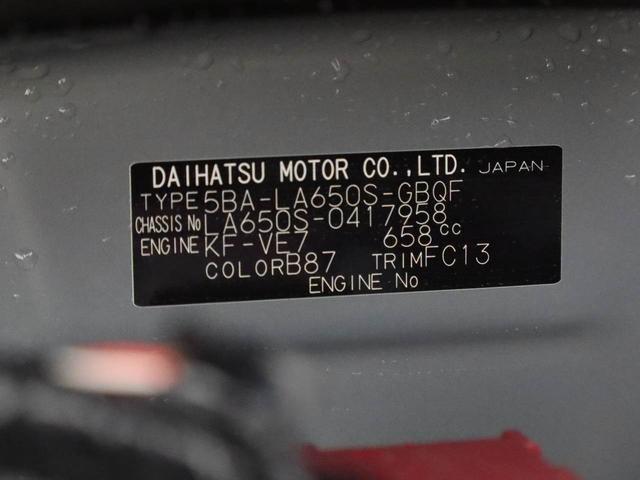 DAIHATSU MOTOR CO.,LTD. JAPAN
TYPE 5BA-LA650S-GBQF
CHASSIS No LA650S-0417958
ENGINE KF-VE7 658cc
COLOR B87 TRIM FC13
ENGINE No